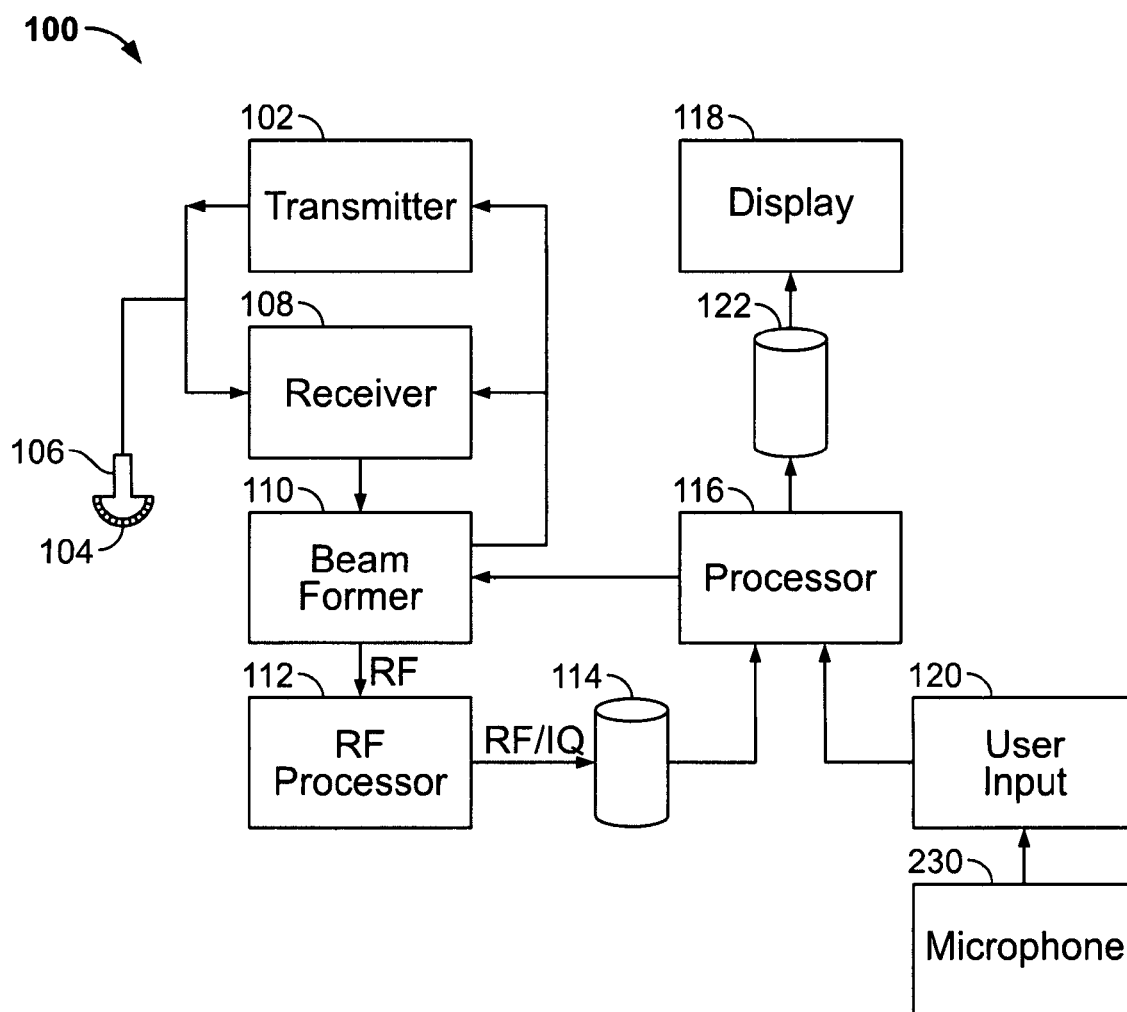 100
102
Transmitter
118
Display
108
Receiver
122
106
104
110
Beam
Former
116
Processor
RF
112
RF
Processor
RF/IQ
114
120
User
Input
230
Microphone